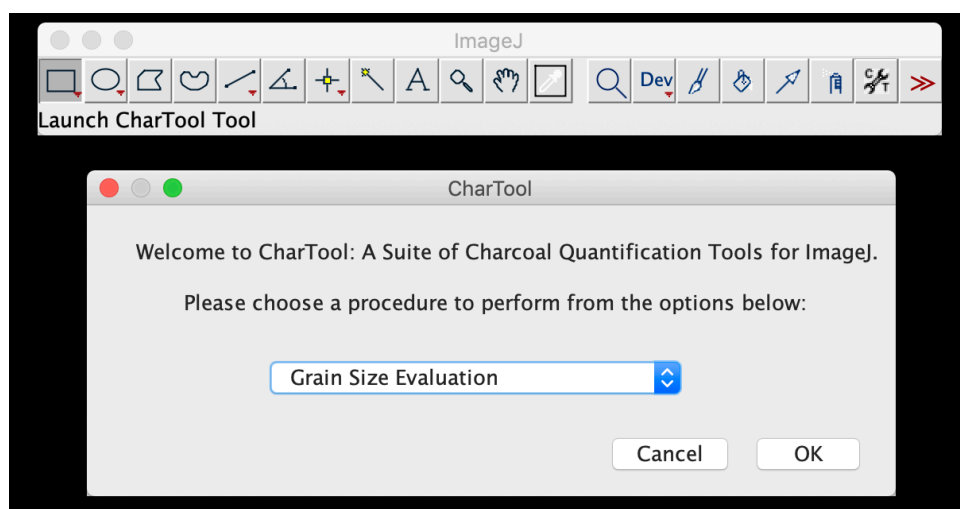 ImageJ
A Dev C T
Launch CharTool Tool
CharTool
Welcome to CharTool: A Suite of Charcoal Quantification Tools for ImageJ.
Please choose a procedure to perform from the options below:
Grain Size Evaluation
Cancel OK